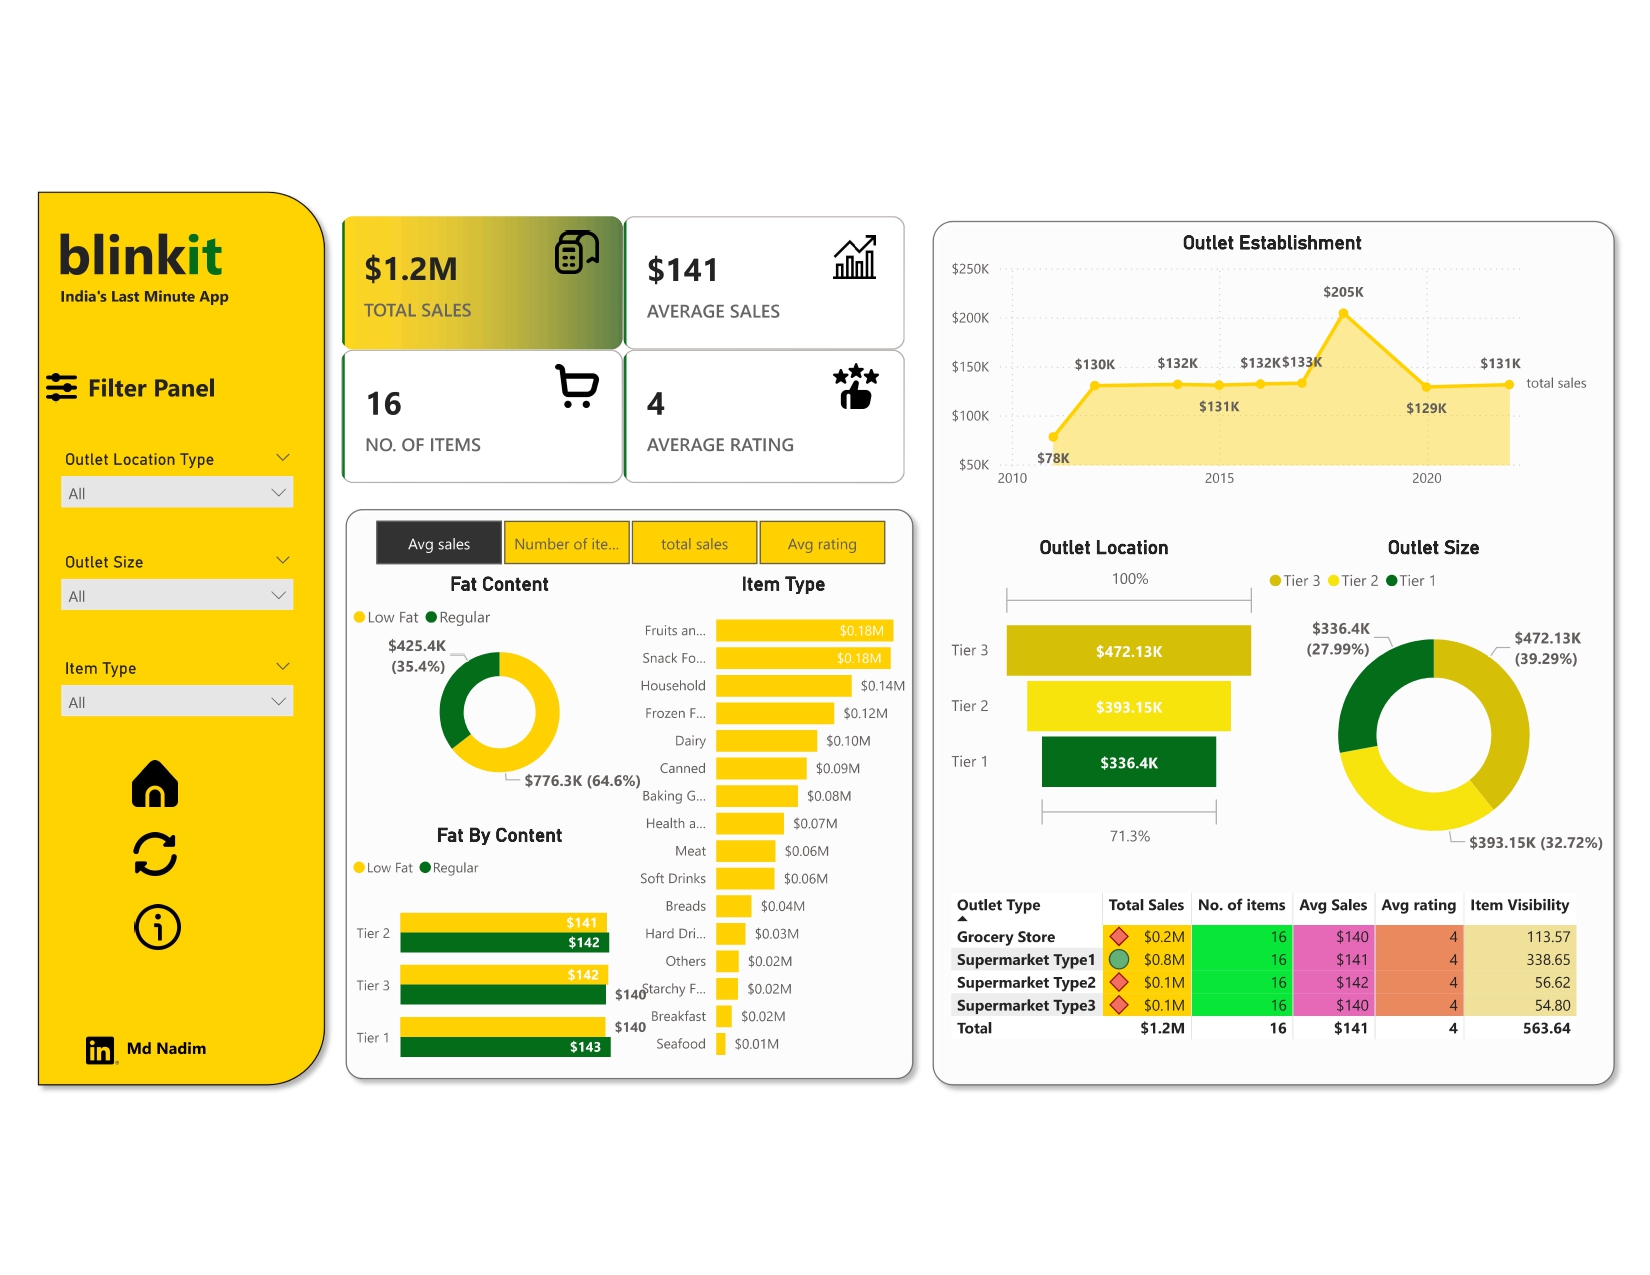 blinkit
India's Last Minute App
Filter Panel
Outlet Location Type
All
Outlet Size
All
Item Type
All
in
Md Nadim
$1.2M
TOTAL SALES
$141
AVERAGE SALES
16
NO. OF ITEMS
4
AVERAGE RATING
Avg sales Number of ite... total sales Avg rating
Fat Content
Low Fat Regular
$425.4K
(35.4%)
$776.3K (64.6%)
Fat By Content
Low Fat Regular
Tier 2 $141
$142
Tier 3 $142
$140
Tier 1 $140
$143
Item Type
Fruits an... $0.18M
Snack Fo... $0.18M
Household $0.14M
Frozen F... $0.12M
Dairy $0.10M
Canned $0.09M
Baking G... $0.08M
Health a... $0.07M
Meat $0.06M
Soft Drinks $0.06M
Breads $0.04M
Hard Dri... $0.03M
Others $0.02M
Starchy F... $0.02M
Breakfast $0.02M
Seafood $0.01M
Outlet Establishment
$250K
$200K
$150K
$100K
$50K
$78K
$130K
$132K
$131K
$132K
$133K
$205K
$129K
$131K
total sales
2010 2015 2020
Outlet Location
100%
Tier 3 $472.13K
Tier 2 $393.15K
Tier 1 $336.4K
71.3%
Outlet Size
Tier 3 Tier 2 Tier 1
$336.4K
(27.99%)
$472.13K
(39.29%)
$393.15K (32.72%)
Outlet Type Total Sales No. of items Avg Sales Avg rating Item Visibility
Grocery Store $0.2M 16 $140 4 113.57
Supermarket Type1 $0.8M 16 $141 4 338.65
Supermarket Type2 $0.1M 16 $142 4 56.62
Supermarket Type3 $0.1M 16 $140 4 54.80
Total $1.2M 16 $141 4 563.64